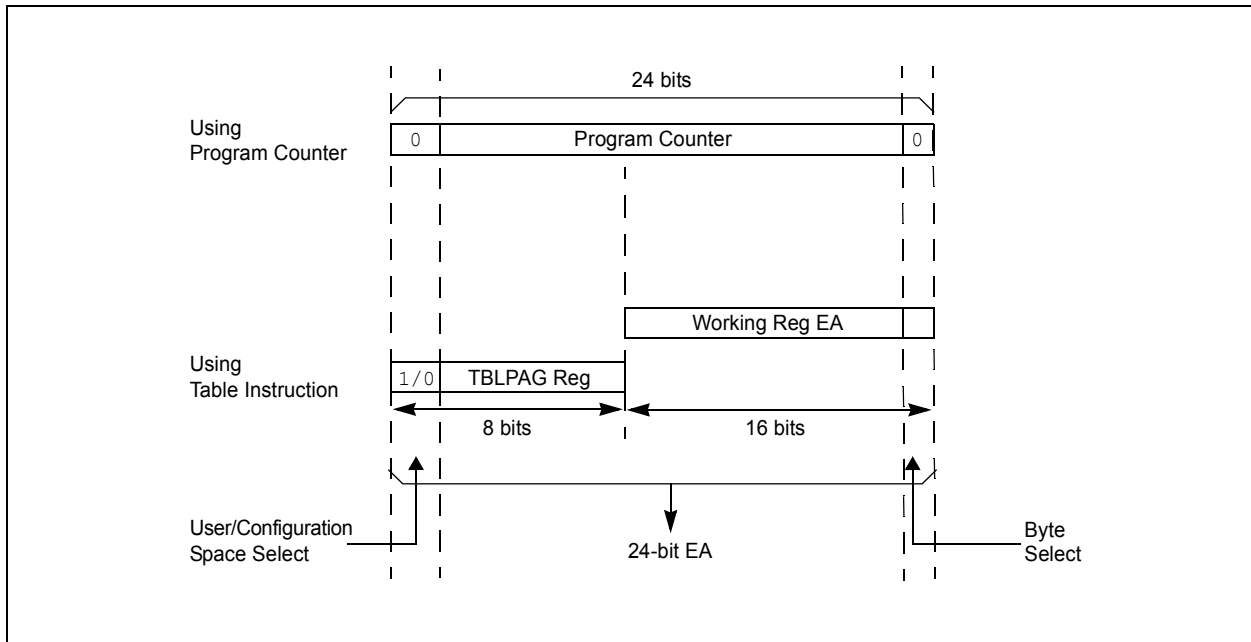 24 bits
Using
Program Counter
0
Program Counter
0
Working Reg EA
Using
Table Instruction
1/0
TBLPAG Reg
8 bits
16 bits
User/Configuration
Space Select
24-bit EA
Byte
Select